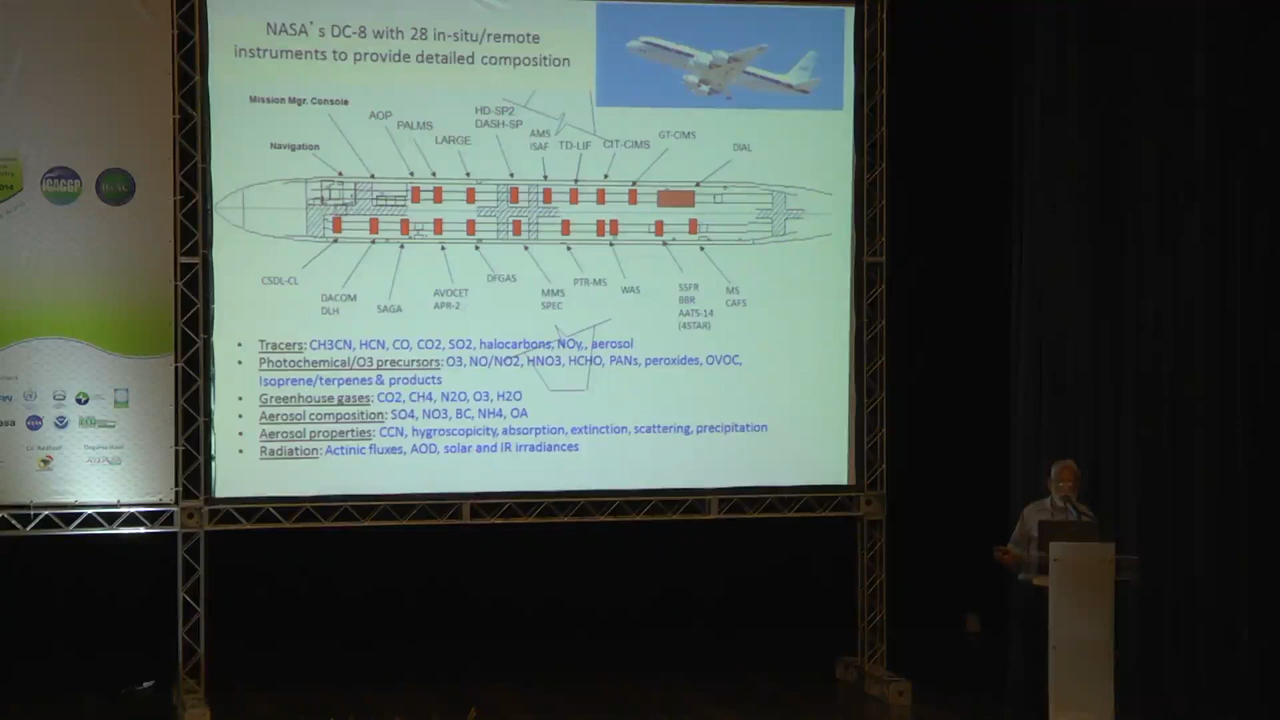 NASA's DC-8 with 28 in-situ/remote
instruments to provide detailed composition
Mission Mgr. Console
AOP
PALMS
LARGE
HD-SP2
DASH-SP
AMS
ISAF
TD-LIF
CIT-CIMS
GT-CIMS
DIAL
Navigation
CSDL-CL
DACOM
DLH
SAGA
AVOCET
APR-2
DFGAS
MMS
SPEC
PTR-MS
WAS
SSFR
BBR
AATS-14
(4STAR)
MS
CAFS
• Tracers: CH3CN, HCN, CO, CO2, SO2, halocarbons, NOy,, aerosol
• Photochemical/O3 precursors: O3, NO/NO2, HNO3, HCHO, PANs, peroxides, OVOC,
Isoprene/terpenes & products
• Greenhouse gases: CO2, CH4, N2O, O3, H2O
• Aerosol composition: SO4, NO3, BC, NH4, OA
• Aerosol properties: CCN, hygroscopicity, absorption, extinction, scattering, precipitation
• Radiation: Actinic fluxes, AOD, solar and IR irradiances
iCACGP
IGAC